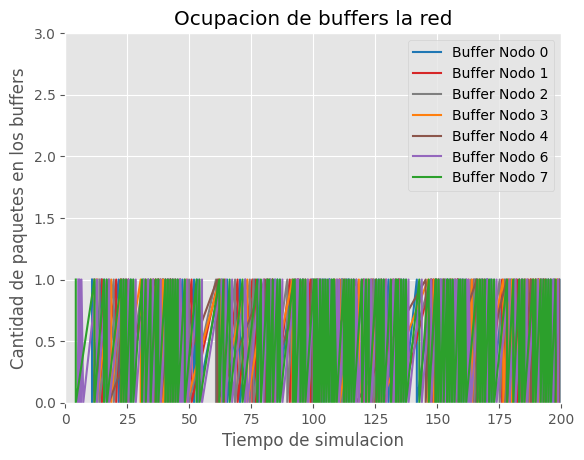 Ocupacion de buffers la red
Cantidad de paquetes en los buffers
3.0
2.5
2.0
1.5
1.0
0.5
0.0
Buffer Nodo 0
Buffer Nodo 1
Buffer Nodo 2
Buffer Nodo 3
Buffer Nodo 4
Buffer Nodo 6
Buffer Nodo 7
0 25 50 75 100 125 150 175 200
Tiempo de simulacion